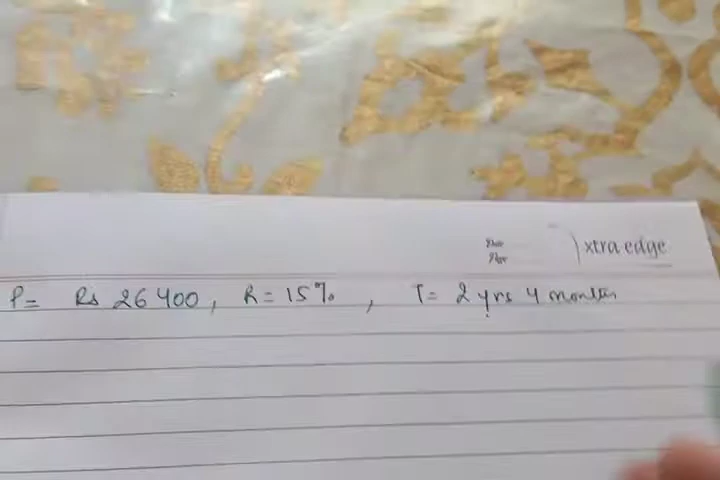 xtra edge
P = Rs 26400, R = 15%, T = 2 yrs 4 months